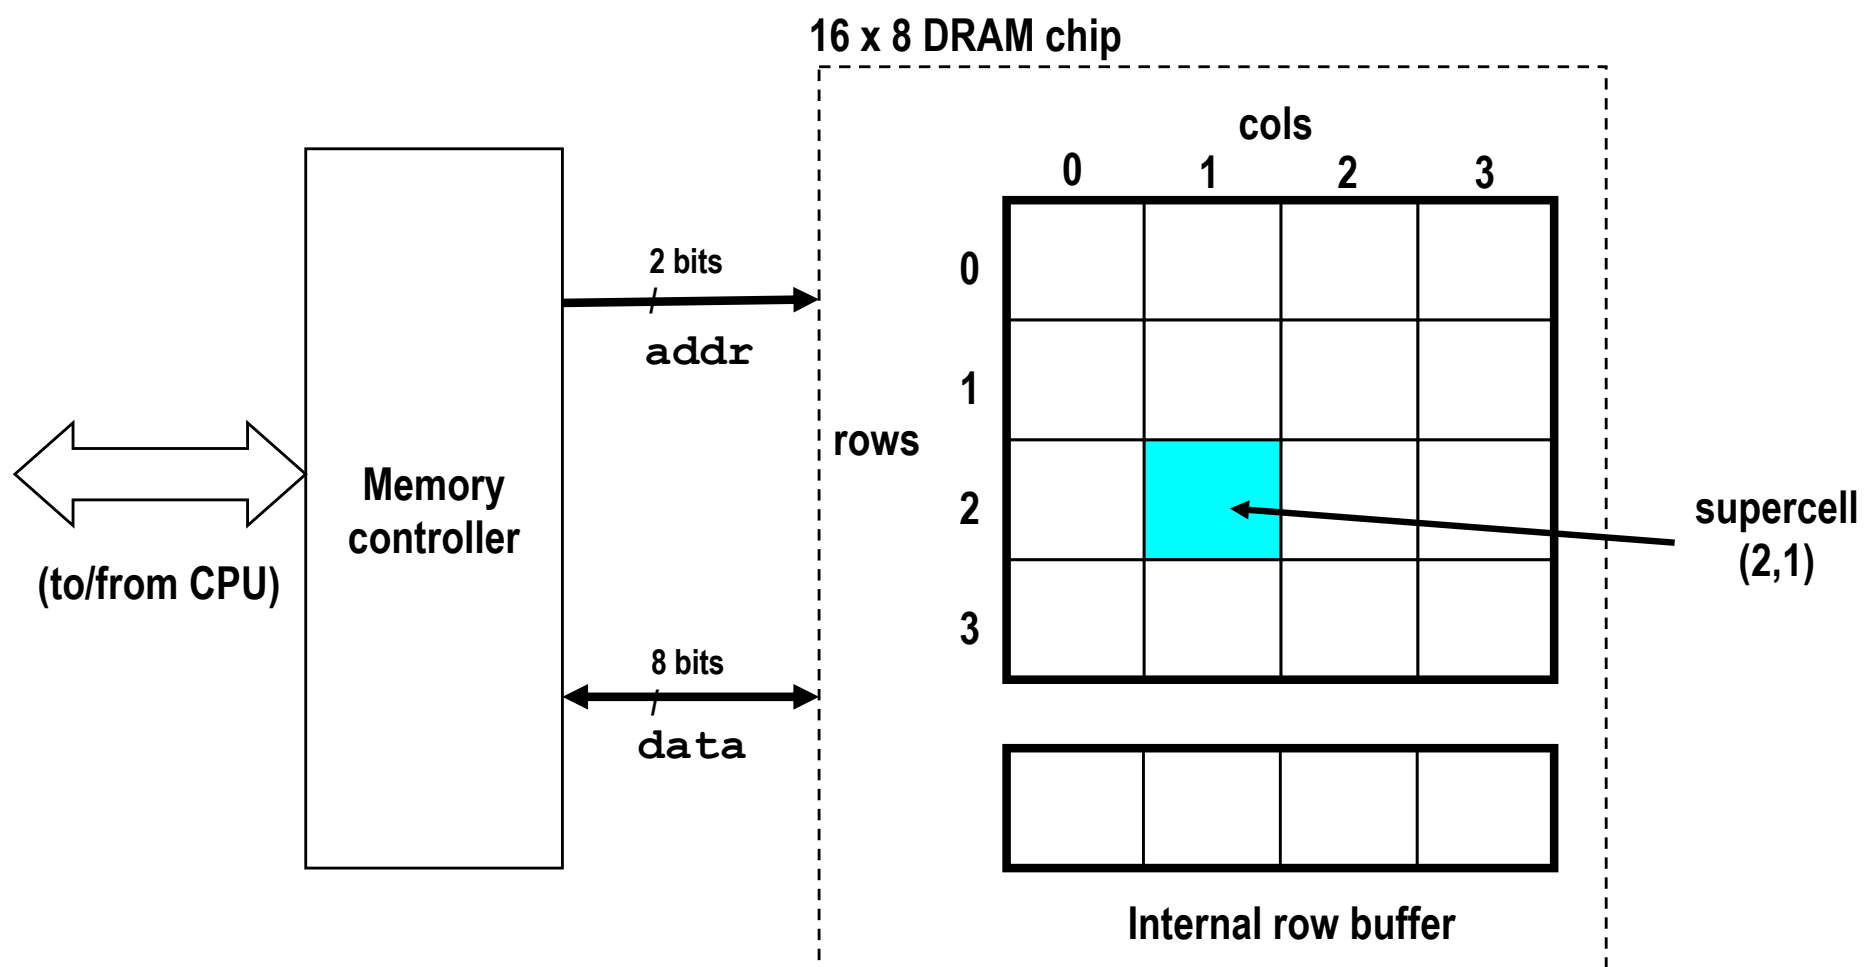 16 x 8 DRAM chip
cols
0 1 2 3
2 bits
addr
0
1
rows
2
3
Memory
controller
(to/from CPU)
supercell
(2,1)
8 bits
data
Internal row buffer